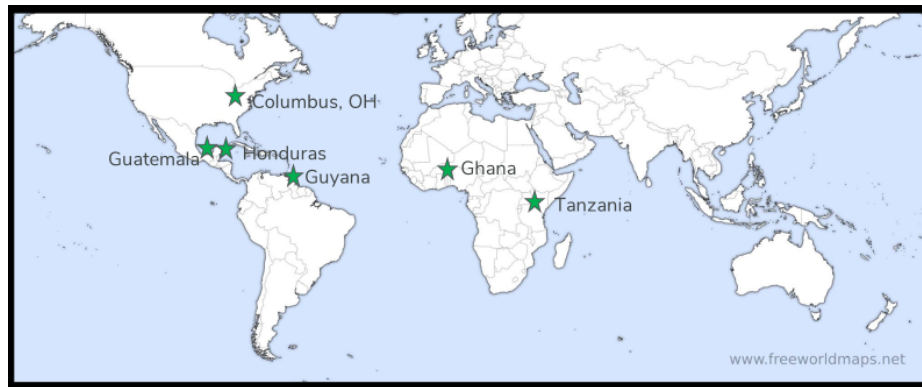 Columbus, OH
Guatemala
Honduras
Guyana
Ghana
Tanzania
www.freeworldmaps.net